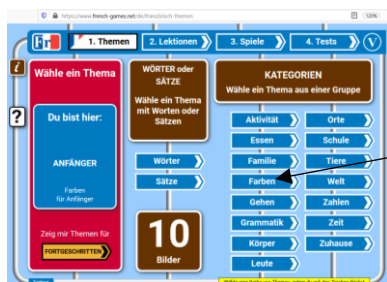 https://www.french-games.net/de/französisch-themen
120%
Fr
1. Themen
2. Lektionen
3. Spiele
4. Tests
V
i
?
Wähle ein Thema
Du bist hier:
ANFÄNGER
Farben
für Anfänger
Zeig mir Themen für
FORTGESCHRITTEN
WÖRTER oder
SÄTZE
Wähle ein Thema
mit Worten oder
Sätzen
Wörter
Sätze
10
Bilder
KATEGORIEN
Wähle ein Thema aus einer Gruppe
Aktivität
Orte
Essen
Schule
Familie
Tiere
Farben
Welt
Gehen
Zahlen
Grammatik
Zeit
Körper
Zuhause
Leute